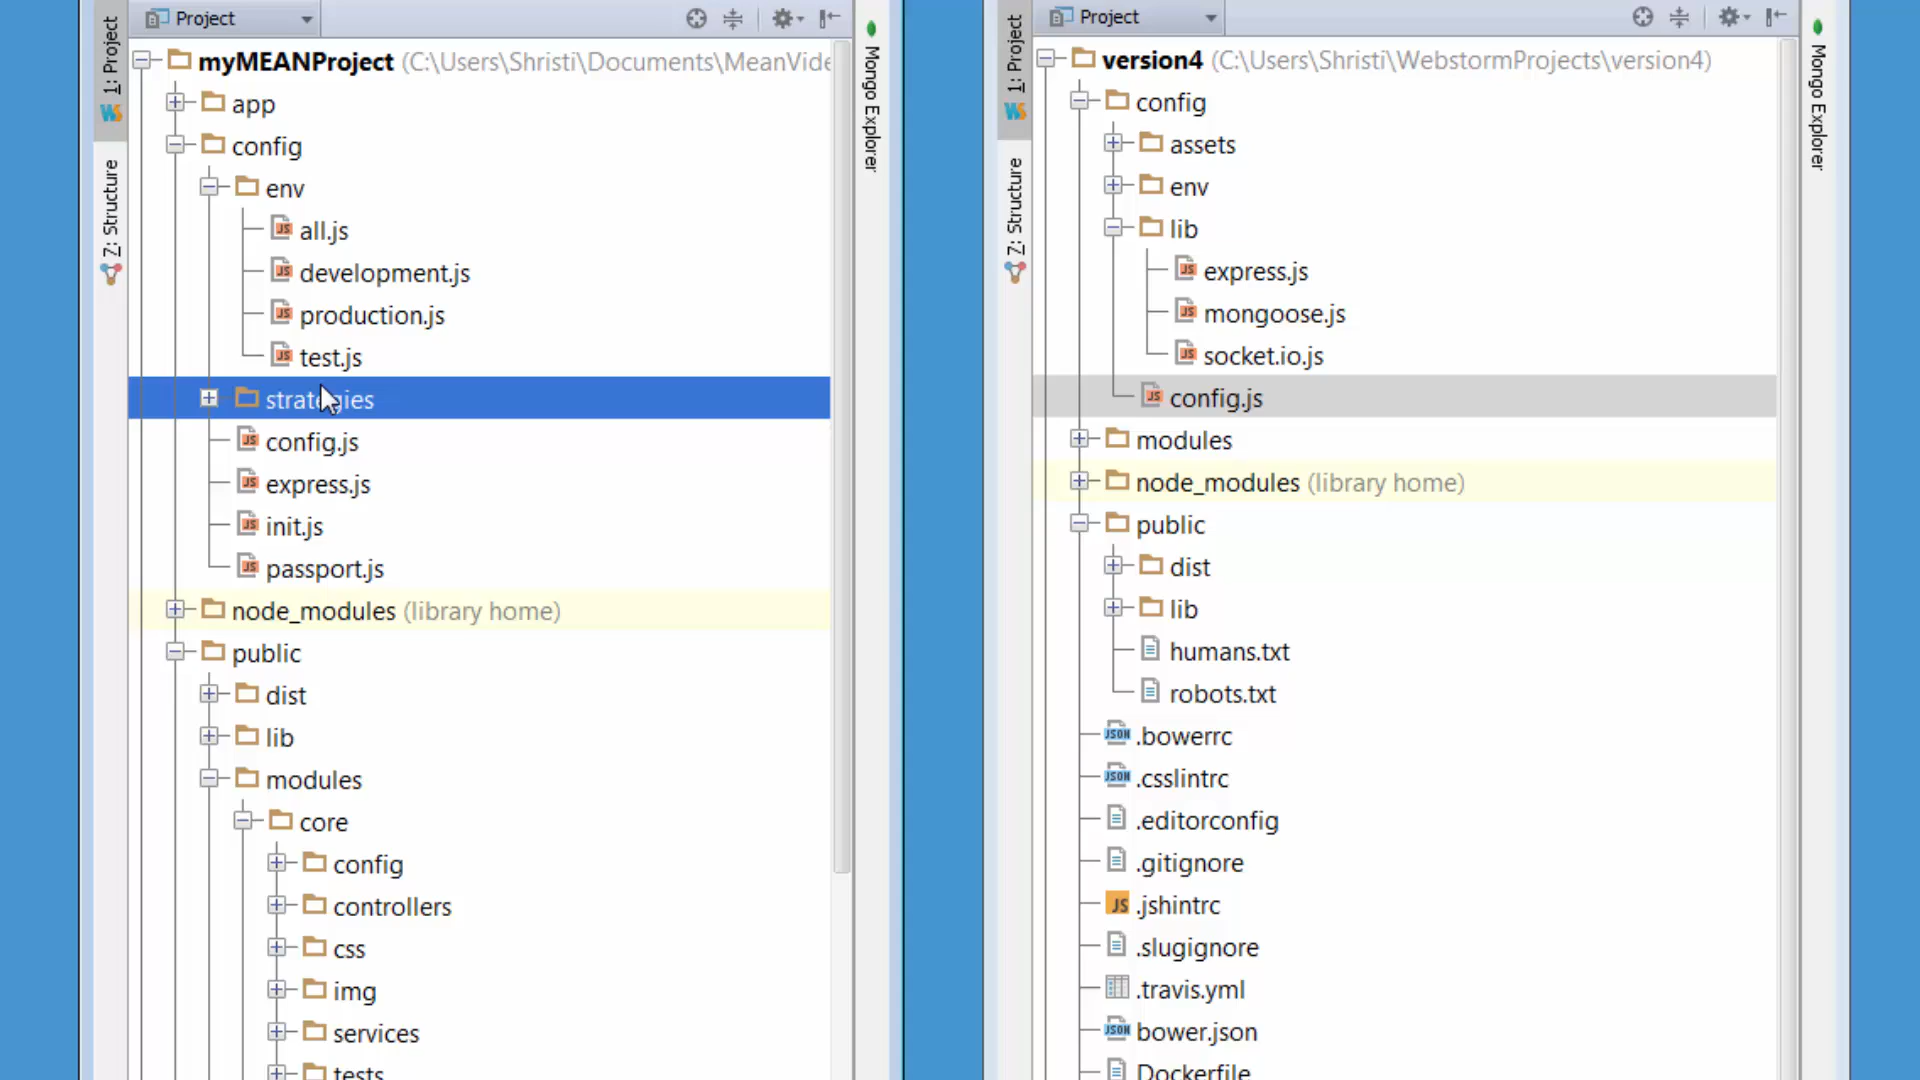 Project
1: Project
Z: Structure
myMEANProject (C:\Users\Shristi\Documents\MeanVide
app
config
env
all.js
development.js
production.js
test.js
strategies
config.js
express.js
init.js
passport.js
node_modules (library home)
public
dist
lib
modules
core
config
controllers
css
img
services
tests
Mongo Explorer
Project
1: Project
Z: Structure
version4 (C:\Users\Shristi\WebstormProjects\version4)
config
assets
env
lib
express.js
mongoose.js
socket.io.js
config.js
modules
node_modules (library home)
public
dist
lib
humans.txt
robots.txt
.bowerrc
.csslintrc
.editorconfig
.gitignore
.jshintrc
.slugignore
.travis.yml
bower.json
Dockerfile
Mongo Explorer